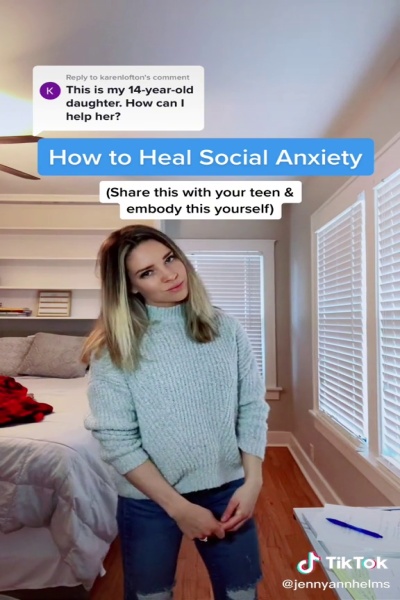 Reply to karenlofton's comment
K
This is my 14-year-old
daughter. How can I
help her?
How to Heal Social Anxiety
(Share this with your teen &
embody this yourself)
TikTok
@jennyannhelms